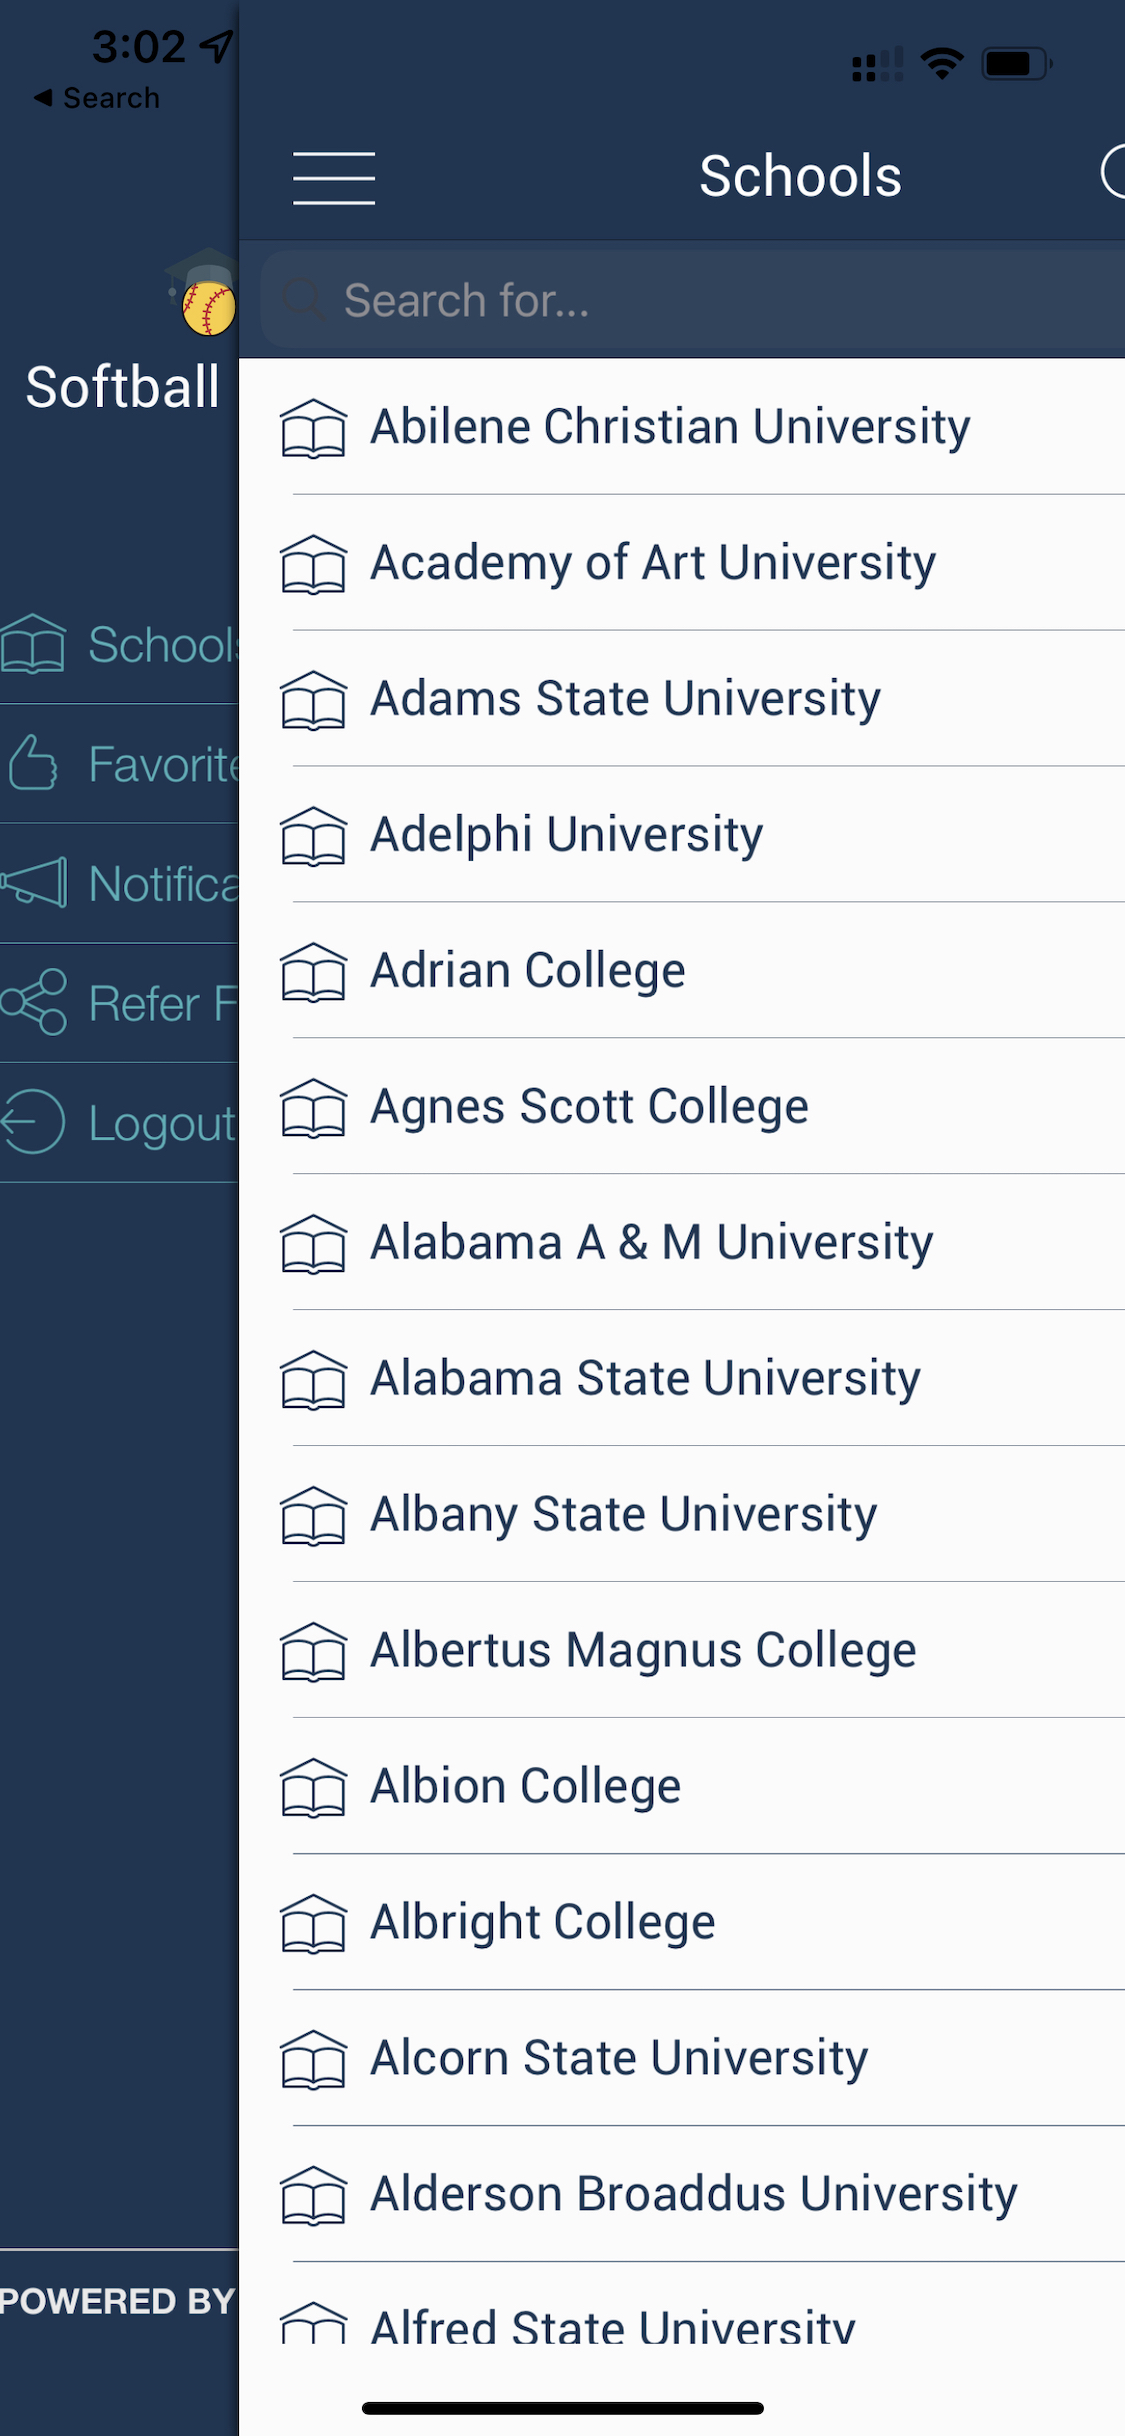 3:02
Search
Schools
Search for...
Softball
Schools
Favorite
Notifica
Refer F
Logout
POWERED BY
Abilene Christian University
Academy of Art University
Adams State University
Adelphi University
Adrian College
Agnes Scott College
Alabama A & M University
Alabama State University
Albany State University
Albertus Magnus College
Albion College
Albright College
Alcorn State University
Alderson Broaddus University
Alfred State University